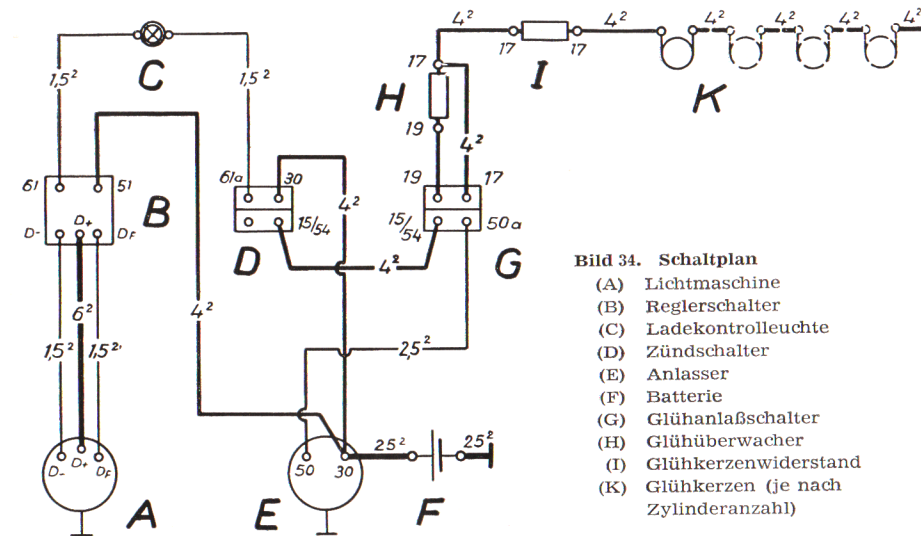 4² 4² 4² 4² 4² 4²
17 17
I
K
17
H
19
4²
C
1,5² 1,5²
61 51
B
D- D+ DF
61a 30
15/54
D
4²
19 17
15/54 50a
G
4²
4²
6²
1,5² 1,5²
2,5²
D- D+ DF
A
50 30
E
25² 25²
F
Bild 34. Schaltplan
(A) Lichtmaschine
(B) Reglerschalter
(C) Ladekontrolleuchte
(D) Zündschalter
(E) Anlasser
(F) Batterie
(G) Glühanlaßschalter
(H) Glühüberwacher
(I) Glühkerzenwiderstand
(K) Glühkerzen (je nach
Zylinderanzahl)